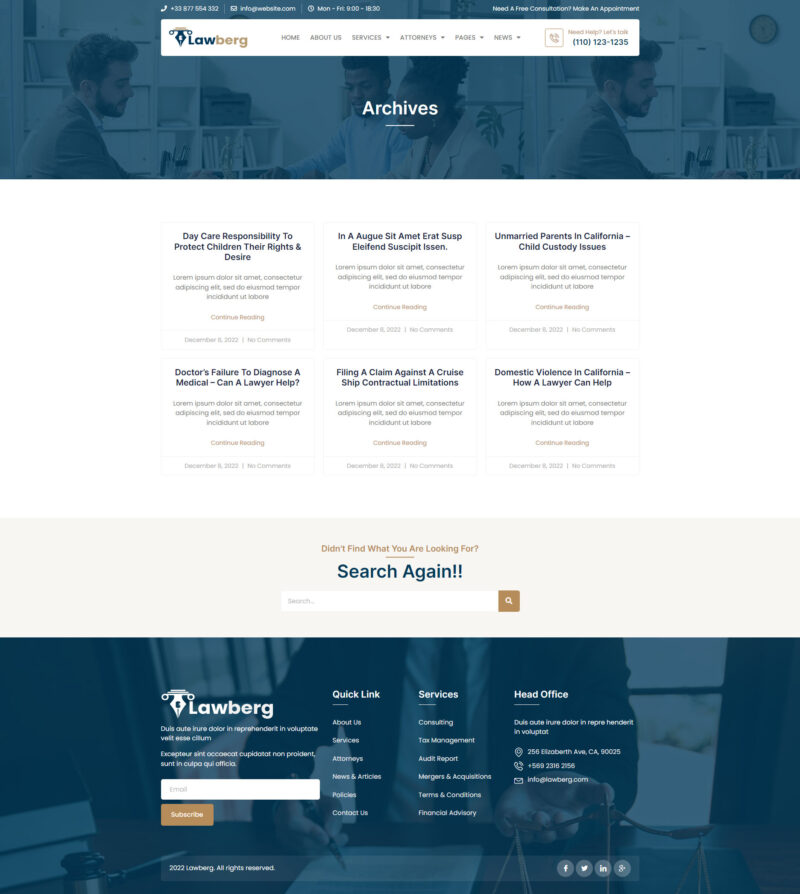 +33 877 554 332
info@website.com
Mon - Fri: 9:00 - 18:30
Need A Free Consultation? Make An Appointment
Lawberg
HOME
ABOUT US
SERVICES
ATTORNEYS
PAGES
NEWS
Need Help? Let's talk
(110) 123-1235
Archives
Day Care Responsibility To
Protect Children Their Rights &
Desire
Lorem ipsum dolor sit amet, consectetur
adipiscing elit, sed do eiusmod tempor
incididunt ut labore
Continue Reading
December 8, 2022 | No Comments
In A Augue Sit Amet Erat Susp
Eleifend Suscipit Issen.
Lorem ipsum dolor sit amet, consectetur
adipiscing elit, sed do eiusmod tempor
incididunt ut labore
Continue Reading
December 8, 2022 | No Comments
Unmarried Parents In California –
Child Custody Issues
Lorem ipsum dolor sit amet, consectetur
adipiscing elit, sed do eiusmod tempor
incididunt ut labore
Continue Reading
December 8, 2022 | No Comments
Doctor's Failure To Diagnose A
Medical – Can A Lawyer Help?
Lorem ipsum dolor sit amet, consectetur
adipiscing elit, sed do eiusmod tempor
incididunt ut labore
Continue Reading
December 8, 2022 | No Comments
Filing A Claim Against A Cruise
Ship Contractual Limitations
Lorem ipsum dolor sit amet, consectetur
adipiscing elit, sed do eiusmod tempor
incididunt ut labore
Continue Reading
December 8, 2022 | No Comments
Domestic Violence In California –
How A Lawyer Can Help
Lorem ipsum dolor sit amet, consectetur
adipiscing elit, sed do eiusmod tempor
incididunt ut labore
Continue Reading
December 8, 2022 | No Comments
Didn't Find What You Are Looking For?
Search Again!!
Search...
Lawberg
Duis aute irure dolor in reprehenderit in voluptate
velit esse cillum
Excepteur sint occaecat cupidatat non proident,
sunt in culpa qui officia.
Email
Subscribe
Quick Link
About Us
Services
Attorneys
News & Articles
Policies
Contact Us
Services
Consulting
Tax Management
Audit Report
Mergers & Acquisitions
Terms & Conditions
Financial Advisory
Head Office
Duis aute irure dolor in repre henderit
in voluptat
256 Elizaberth Ave, CA, 90025
+569 2316 2156
info@lawberg.com
2022 Lawberg. All rights reserved.